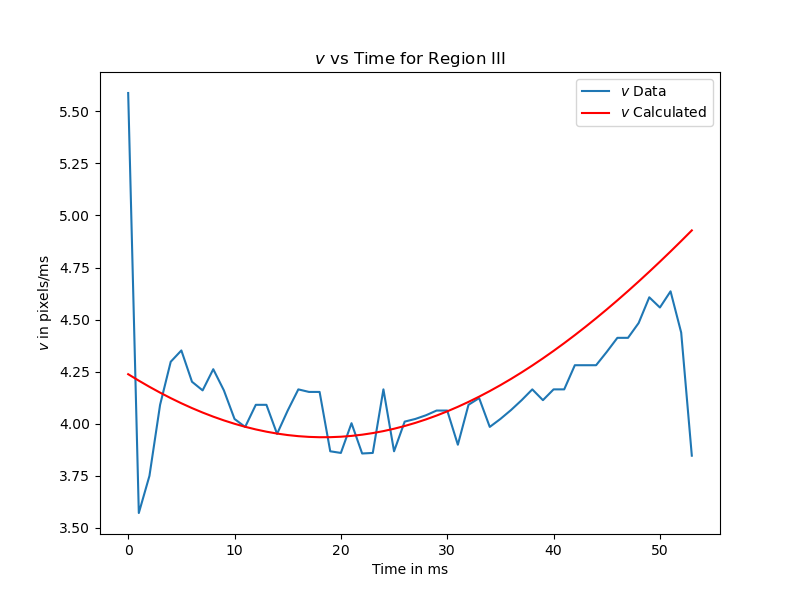 v vs Time for Region III
v Data
v Calculated
5.50
5.25
5.00
4.75
4.50
4.25
4.00
3.75
3.50
v in pixels/ms
0 10 20 30 40 50
Time in ms